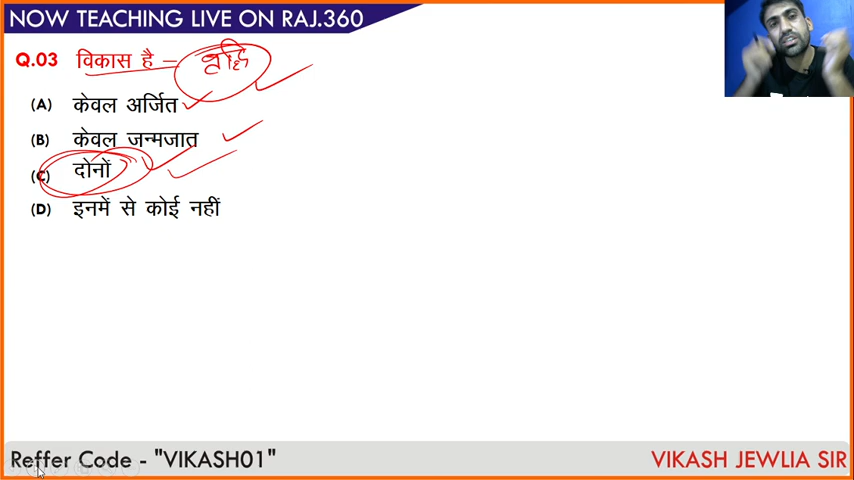 NOW TEACHING LIVE ON RAJ.360
Q.03 विकास है – वृद्धि
(A) केवल अर्जित
(B) केवल जन्मजात
(C) दोनों
(D) इनमें से कोई नहीं
Reffer Code - "VIKASH01" VIKASH JEWLIA SIR